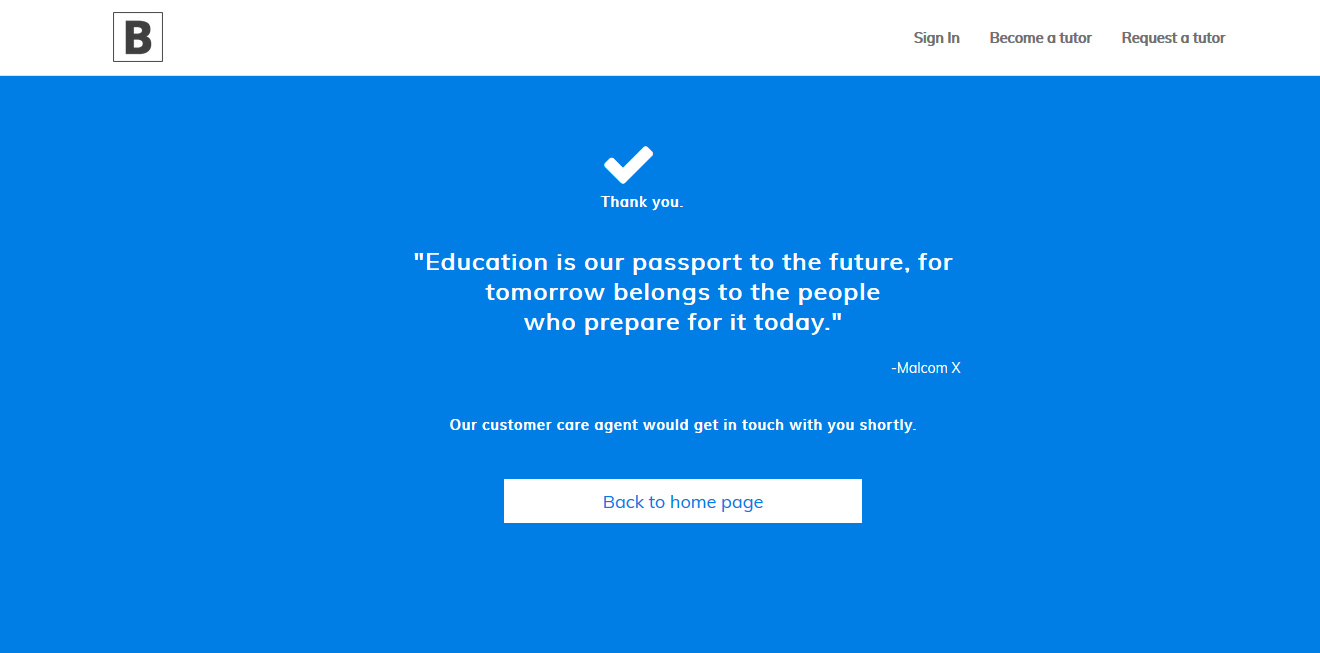 B
Sign In Become a tutor Request a tutor
Thank you.
"Education is our passport to the future, for
tomorrow belongs to the people
who prepare for it today."
-Malcom X
Our customer care agent would get in touch with you shortly.
Back to home page